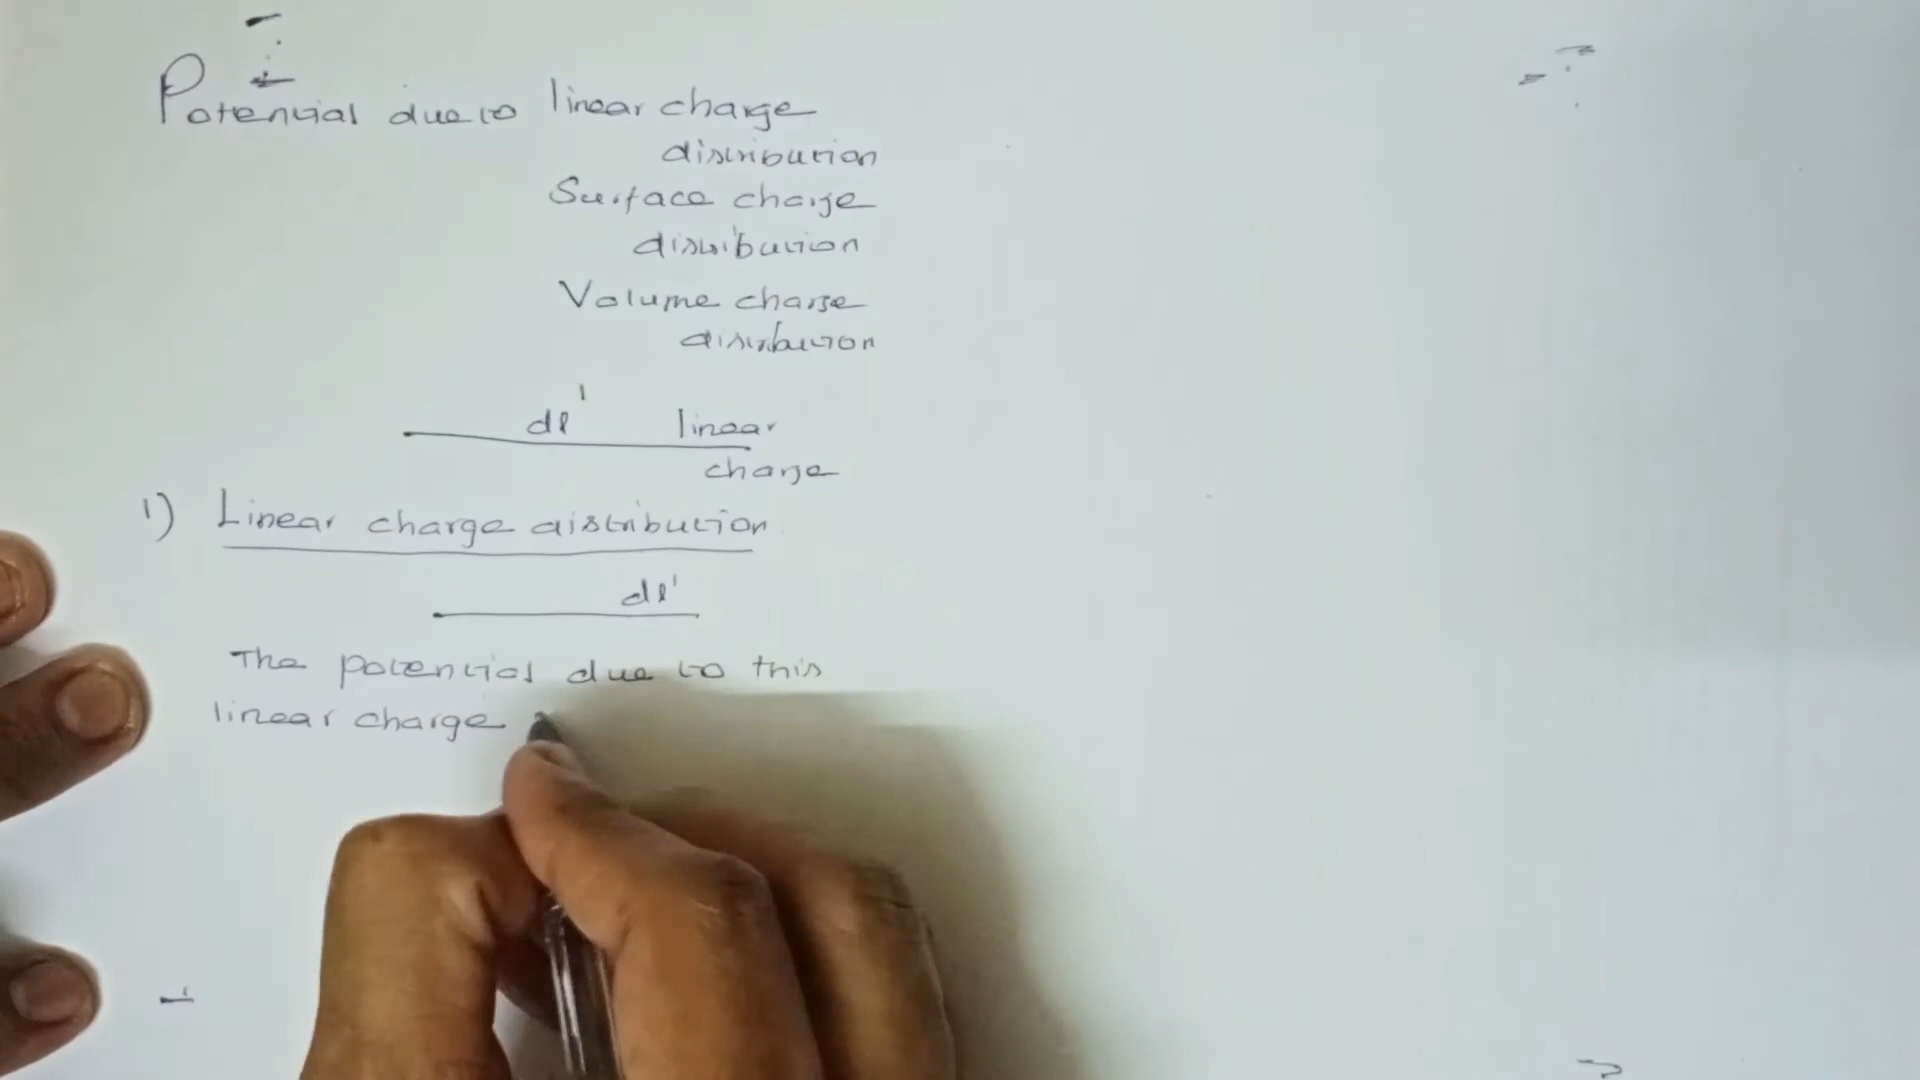 Potential due to linear charge
distribution
Surface charge
distribution
Volume charge
distribution
dl' linear
charge
1) Linear charge distribution
dl'
The potential due to this
linear charge